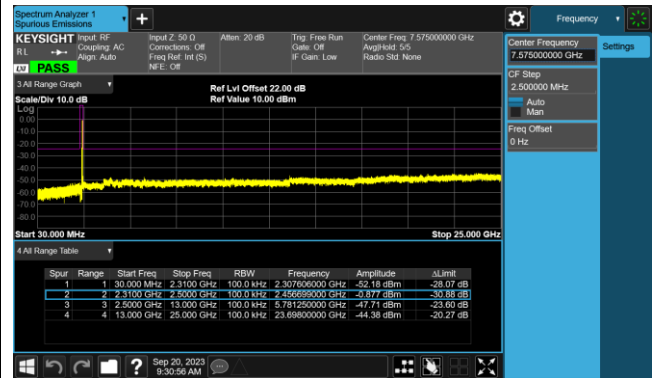 Spectrum Analyzer 1
Spurious Emissions
+
Frequency
KEYSIGHT
RL
Input: RF
Coupling: AC
Align: Auto
Input Z: 50 Ω
Corrections: Off
Freq Ref: Int (S)
NFE: Off
Atten: 20 dB
Trig: Free Run
Gate: Off
IF Gain: Low
Center Freq: 7.575000000 GHz
Avg|Hold: 5/5
Radio Std: None
LXI PASS
Center Frequency
7.575000000 GHz
Settings
CF Step
2.500000 MHz
Auto
Man
Freq Offset
0 Hz
3 All Range Graph
Scale/Div 10.0 dB
Ref Lvl Offset 22.00 dB
Ref Value 10.00 dBm
Log
0.00
-10.0
-20.0
-30.0
-40.0
-50.0
-60.0
-70.0
-80.0
Start 30.000 MHz
Stop 25.000 GHz
4 All Range Table
Spur Range Start Freq Stop Freq RBW Frequency Amplitude ΔLimit
1 1 30.000 MHz 2.3100 GHz 100.0 kHz 2.307606000 GHz -52.18 dBm -28.07 dB
2 2 2.3100 GHz 2.5000 GHz 100.0 kHz 2.456699000 GHz -0.877 dBm -30.88 dB
3 3 2.5000 GHz 13.000 GHz 100.0 kHz 5.781250000 GHz -47.71 dBm -23.60 dB
4 4 13.000 GHz 25.000 GHz 100.0 kHz 23.69800000 GHz -44.38 dBm -20.27 dB
?
Sep 20, 2023
9:30:56 AM